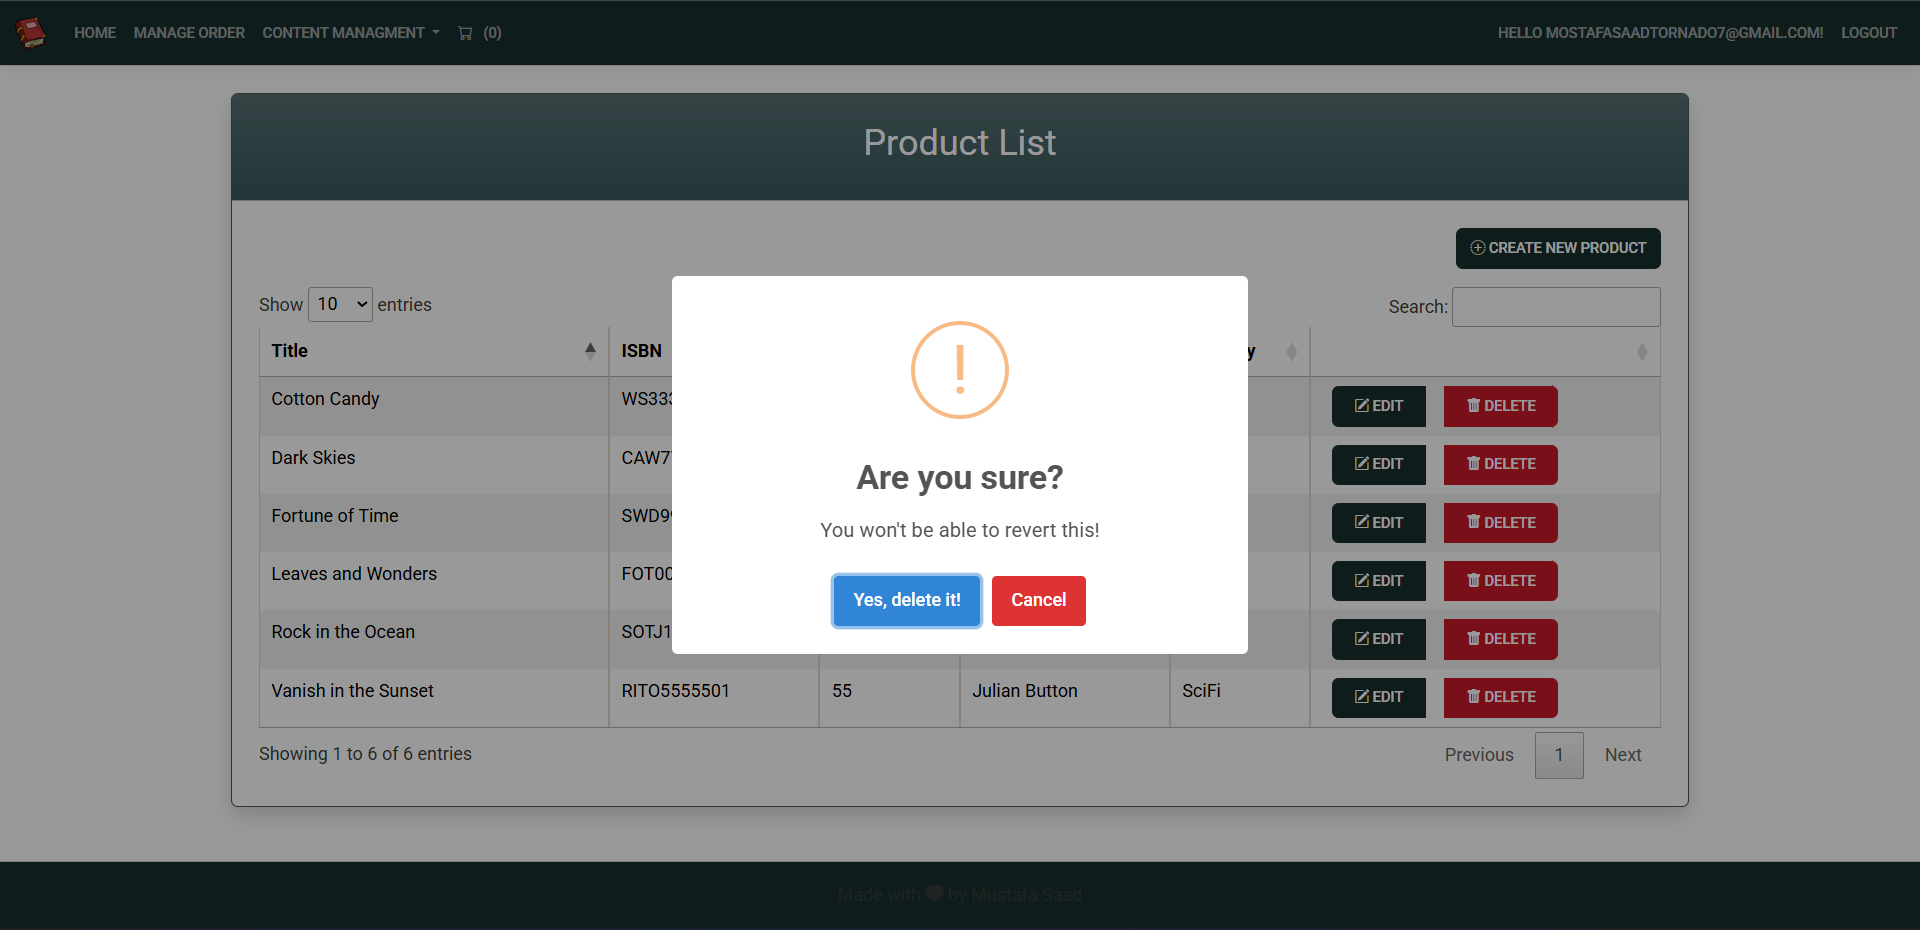 HOME MANAGE ORDER CONTENT MANAGMENT (0) HELLO MOSTAFASAADTORNADO7@GMAIL.COM! LOGOUT
Product List
CREATE NEW PRODUCT
Show 10 entries Search:
Title ISBN y
Cotton Candy WS333 EDIT DELETE
Dark Skies CAW7 EDIT DELETE
Fortune of Time SWD9 EDIT DELETE
Leaves and Wonders FOT00 EDIT DELETE
Rock in the Ocean SOTJ1 EDIT DELETE
Vanish in the Sunset RITO5555501 55 Julian Button SciFi EDIT DELETE
Showing 1 to 6 of 6 entries Previous 1 Next
!
Are you sure?
You won't be able to revert this!
Yes, delete it! Cancel
Made with by Mustafa Saad